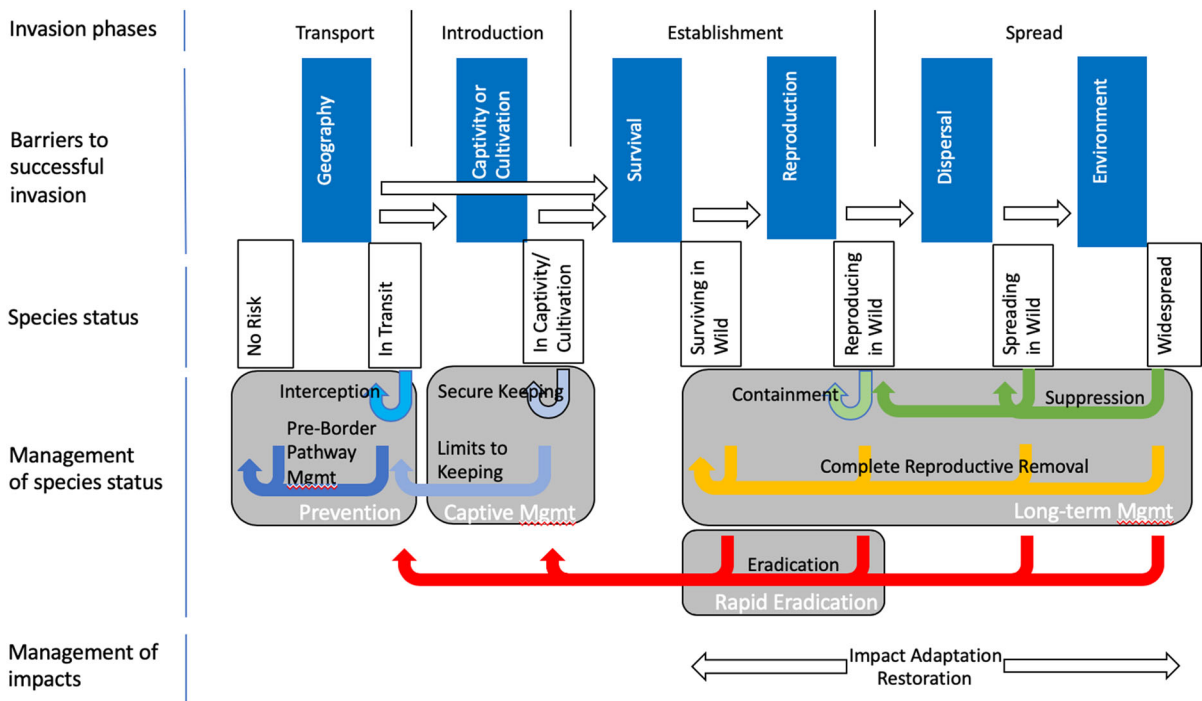 Invasion phases
Transport
Introduction
Establishment
Spread
Barriers to
successful
invasion
Geography
Captivity or
Cultivation
Survival
Reproduction
Dispersal
Environment
Species status
No Risk
In Transit
In Captivity/
Cultivation
Surviving in
Wild
Reproducing
in Wild
Spreading
in Wild
Widespread
Management
of species status
Interception
Pre-Border
Pathway
Mgmt
Prevention
Secure Keeping
Limits to
Keeping
Captive Mgmt
Containment
Suppression
Complete Reproductive Removal
Long-term Mgmt
Eradication
Rapid Eradication
Management of
impacts
Impact Adaptation
Restoration